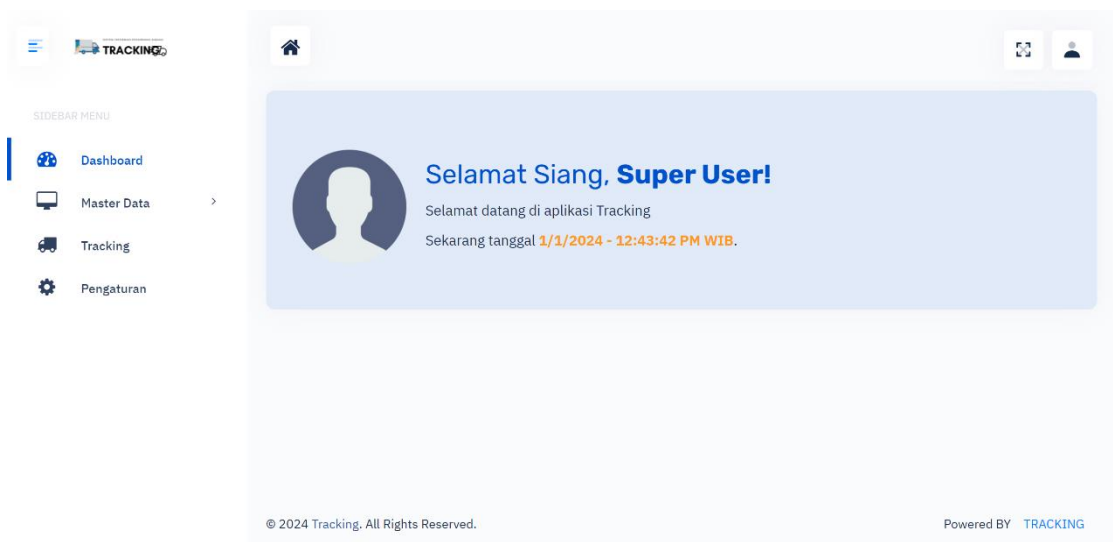 TRACKING
SIDEBAR MENU
Dashboard
Master Data
Tracking
Pengaturan
Selamat Siang, Super User!
Selamat datang di aplikasi Tracking
Sekarang tanggal 1/1/2024 - 12:43:42 PM WIB.
© 2024 Tracking. All Rights Reserved.
Powered BY TRACKING